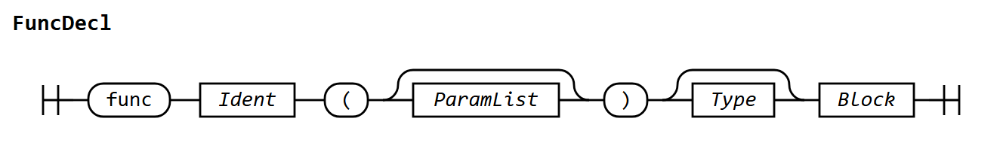 FuncDecl
func Ident ( ParamList ) Type Block